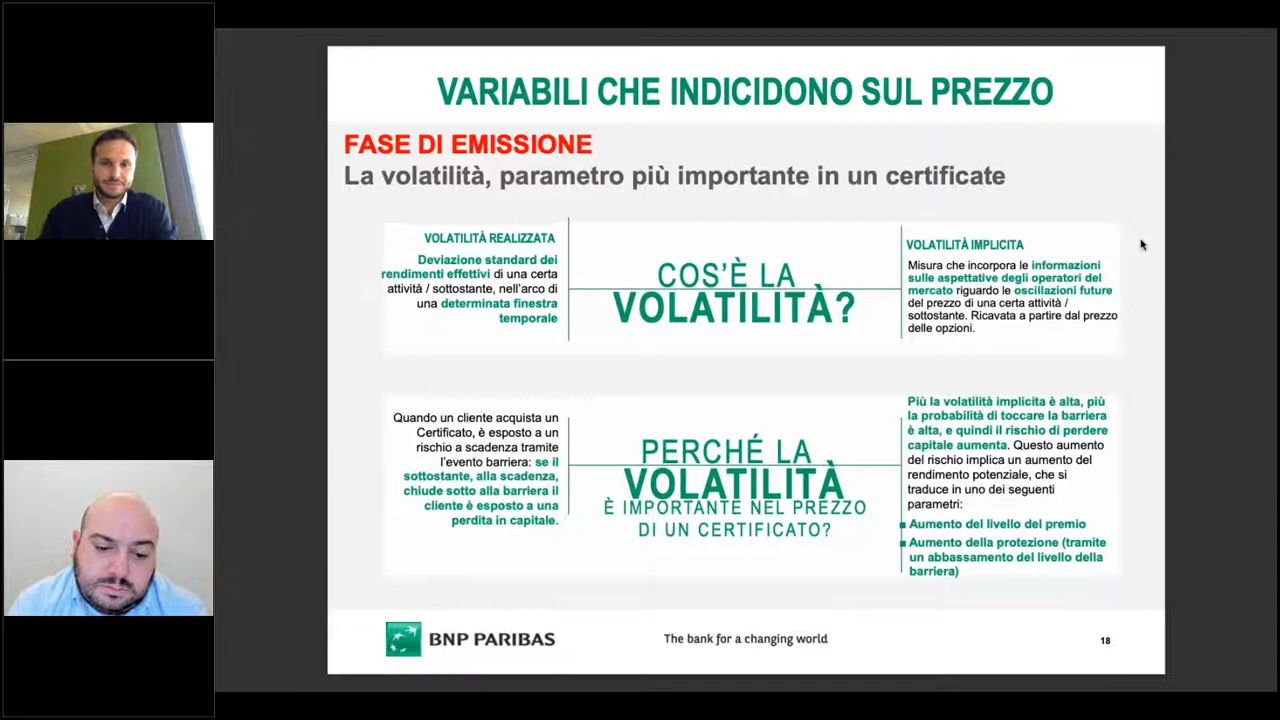 VARIABILI CHE INDICIDONO SUL PREZZO
FASE DI EMISSIONE
La volatilità, parametro più importante in un certificate
VOLATILITÀ REALIZZATA
Deviazione standard dei
rendimenti effettivi di una certa
attività / sottostante, nell'arco di
una determinata finestra
temporale
COS'È LA
VOLATILITÀ?
VOLATILITÀ IMPLICITA
Misura che incorpora le informazioni
sulle aspettative degli operatori del
mercato riguardo le oscillazioni future
del prezzo di una certa attività /
sottostante. Ricavata a partire dal prezzo
delle opzioni.
Quando un cliente acquista un
Certificato, è esposto a un
rischio a scadenza tramite
l'evento barriera: se il
sottostante, alla scadenza,
chiude sotto alla barriera il
cliente è esposto a una
perdita in capitale.
PERCHÉ LA
VOLATILITÀ
È IMPORTANTE NEL PREZZO
DI UN CERTIFICATO?
Più la volatilità implicita è alta, più
la probabilità di toccare la barriera
è alta, e quindi il rischio di perdere
capitale aumenta. Questo aumento
del rischio implica un aumento del
rendimento potenziale, che si
traduce in uno dei seguenti
parametri:
Aumento del livello del premio
Aumento della protezione (tramite
un abbassamento del livello della
barriera)
BNP PARIBAS
The bank for a changing world
18